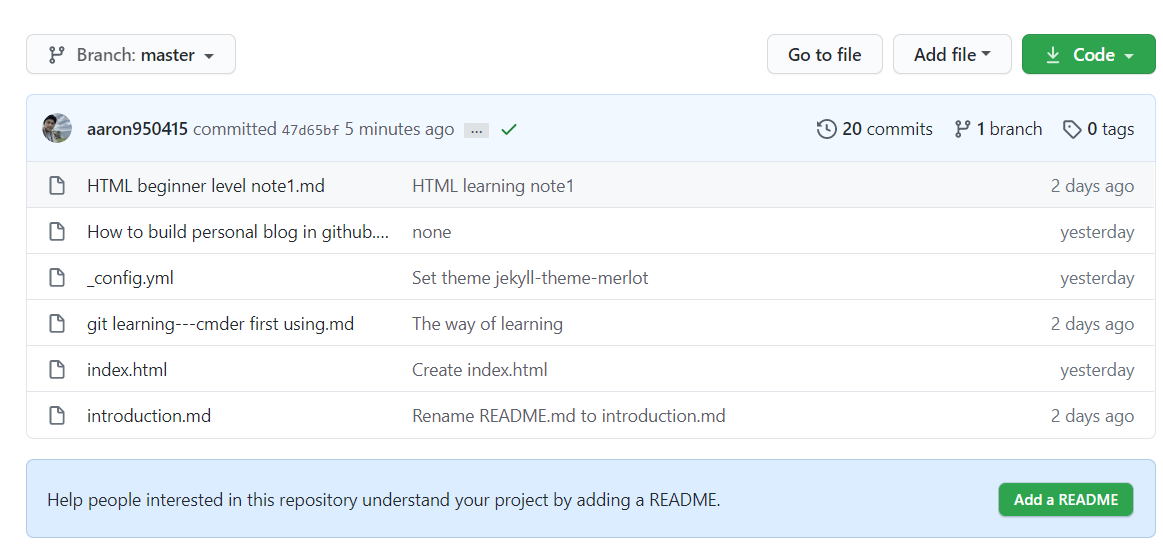 Branch: master Go to file Add file Code
aaron950415 committed 47d65bf 5 minutes ago ... 20 commits 1 branch 0 tags
HTML beginner level note1.md HTML learning note1 2 days ago
How to build personal blog in github.... none yesterday
_config.yml Set theme jekyll-theme-merlot yesterday
git learning---cmder first using.md The way of learning 2 days ago
index.html Create index.html yesterday
introduction.md Rename README.md to introduction.md 2 days ago
Help people interested in this repository understand your project by adding a README. Add a README